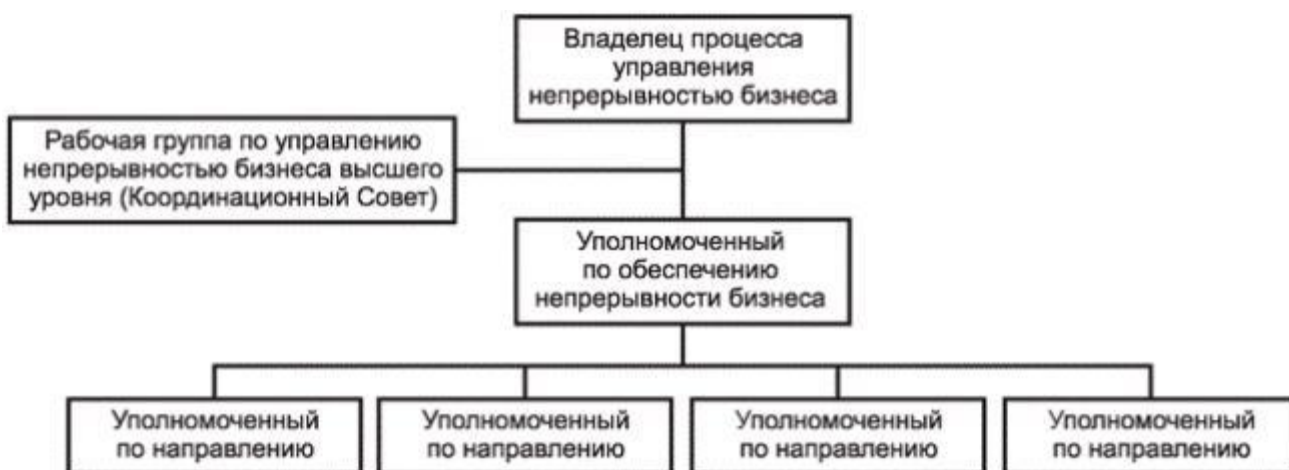 Владелец процесса
управления
непрерывностью бизнеса
Рабочая группа по управлению
непрерывностью бизнеса высшего
уровня (Координационный Совет)
Уполномоченный
по обеспечению
непрерывности бизнеса
Уполномоченный
по направлению
Уполномоченный
по направлению
Уполномоченный
по направлению
Уполномоченный
по направлению